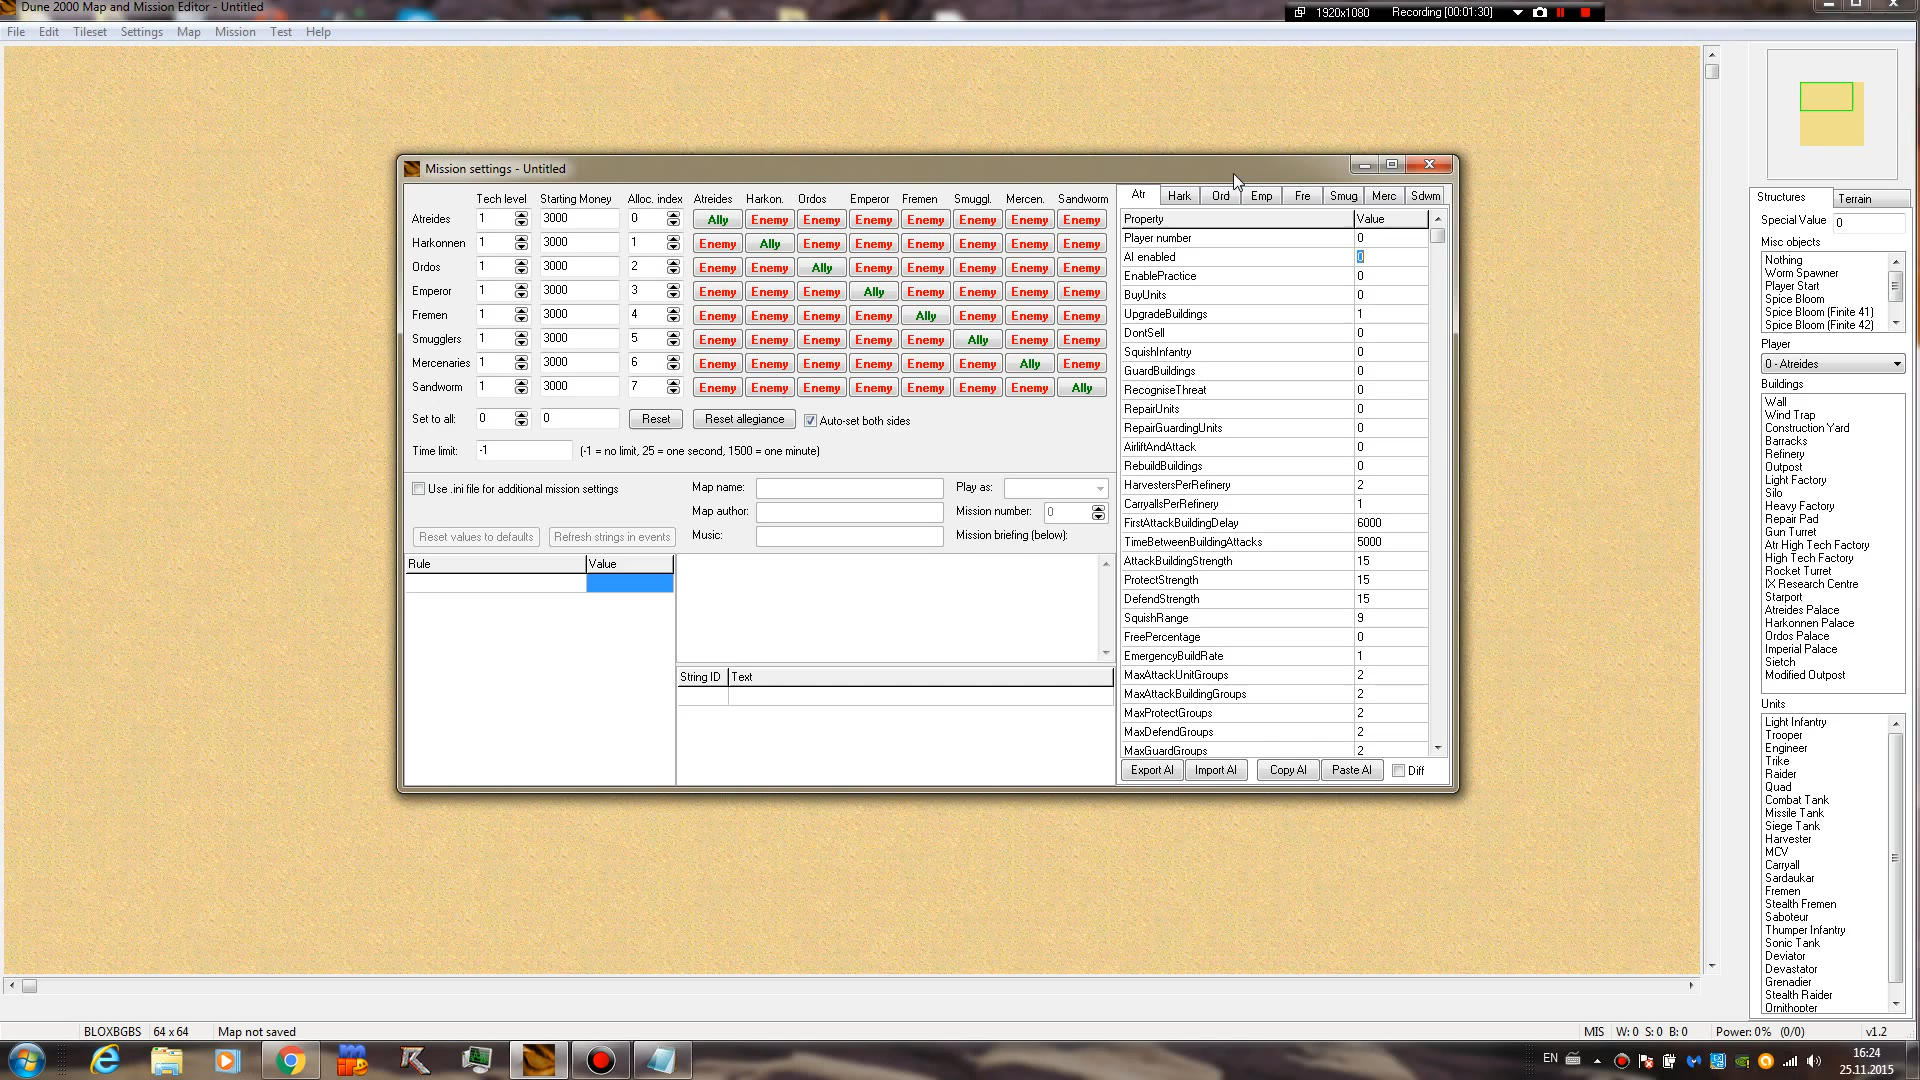 Dune 2000 Map and Mission Editor - Untitled
1920x1080 Recording [00:01:30]
File Edit Tileset Settings Map Mission Test Help
Mission settings - Untitled
Tech level Starting Money Alloc. index Atreides Harkon. Ordos Emperor Fremen Smuggl. Mercen. Sandworm
Atreides 1 3000 0 Ally Enemy Enemy Enemy Enemy Enemy Enemy Enemy
Harkonnen 1 3000 1 Enemy Ally Enemy Enemy Enemy Enemy Enemy Enemy
Ordos 1 3000 2 Enemy Enemy Ally Enemy Enemy Enemy Enemy Enemy
Emperor 1 3000 3 Enemy Enemy Enemy Ally Enemy Enemy Enemy Enemy
Fremen 1 3000 4 Enemy Enemy Enemy Enemy Ally Enemy Enemy Enemy
Smugglers 1 3000 5 Enemy Enemy Enemy Enemy Enemy Ally Enemy Enemy
Mercenaries 1 3000 6 Enemy Enemy Enemy Enemy Enemy Enemy Ally Enemy
Sandworm 1 3000 7 Enemy Enemy Enemy Enemy Enemy Enemy Enemy Ally
Set to all: 0 0 Reset Reset allegiance Auto-set both sides
Time limit: -1 (-1 = no limit, 25 = one second, 1500 = one minute)
Use .ini file for additional mission settings
Reset values to defaults Refresh strings in events
Map name: Play as:
Map author: Mission number: 0
Music: Mission briefing (below):
Rule Value
String ID Text
Atr Hark Ord Emp Fre Smug Merc Sdwm
Property Value
Player number 0
AI enabled 0
EnablePractice 0
BuyUnits 0
UpgradeBuildings 1
DontSell 0
SquishInfantry 0
GuardBuildings 0
RecogniseThreat 0
RepairUnits 0
RepairGuardingUnits 0
AirliftAndAttack 0
RebuildBuildings 0
HarvestersPerRefinery 2
CarryallsPerRefinery 1
FirstAttackBuildingDelay 6000
TimeBetweenBuildingAttacks 5000
AttackBuildingStrength 15
ProtectStrength 15
DefendStrength 15
SquishRange 9
FreePercentage 0
EmergencyBuildRate 1
MaxAttackUnitGroups 2
MaxAttackBuildingGroups 2
MaxProtectGroups 2
MaxDefendGroups 2
MaxGuardGroups 2
Export AI Import AI Copy AI Paste AI Diff
Structures Terrain
Special Value 0
Misc objects
Nothing
Worm Spawner
Player Start
Spice Bloom
Spice Bloom (Finite 41)
Spice Bloom (Finite 42)
Player
0 - Atreides
Buildings
Wall
Wind Trap
Construction Yard
Barracks
Refinery
Outpost
Light Factory
Silo
Heavy Factory
Repair Pad
Gun Turret
Atr High Tech Factory
High Tech Factory
Rocket Turret
IX Research Centre
Starport
Atreides Palace
Harkonnen Palace
Ordos Palace
Imperial Palace
Sietch
Modified Outpost
Units
Light Infantry
Trooper
Engineer
Trike
Raider
Quad
Combat Tank
Missile Tank
Siege Tank
Harvester
MCV
Carryall
Sardaukar
Fremen
Stealth Fremen
Saboteur
Thumper Infantry
Sonic Tank
Deviator
Devastator
Grenadier
Stealth Raider
Ornithopter
BLOXBGBS 64 x 64 Map not saved MIS W: 0 S: 0 B: 0 Power: 0% (0/0) v1.2
EN 16:24
25.11.2015